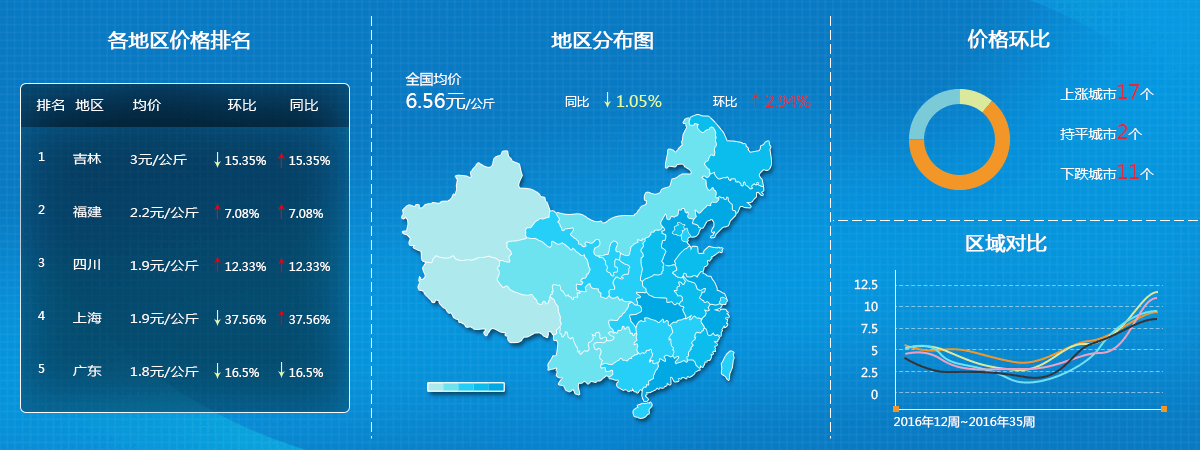 各地区价格排名
排名 地区 均价 环比 同比
1 吉林 3元/公斤 ↓ 15.35% ↑ 15.35%
2 福建 2.2元/公斤 ↑ 7.08% ↑ 7.08%
3 四川 1.9元/公斤 ↑ 12.33% ↑ 12.33%
4 上海 1.9元/公斤 ↓ 37.56% ↑ 37.56%
5 广东 1.8元/公斤 ↓ 16.5% ↓ 16.5%
地区分布图
全国均价
6.56元/公斤 同比 ↓ 1.05% 环比 ↑ 2.94%
价格环比
上涨城市17个
持平城市2个
下跌城市11个
区域对比
12.5
10
7.5
5
2.5
0
2016年12周~2016年35周